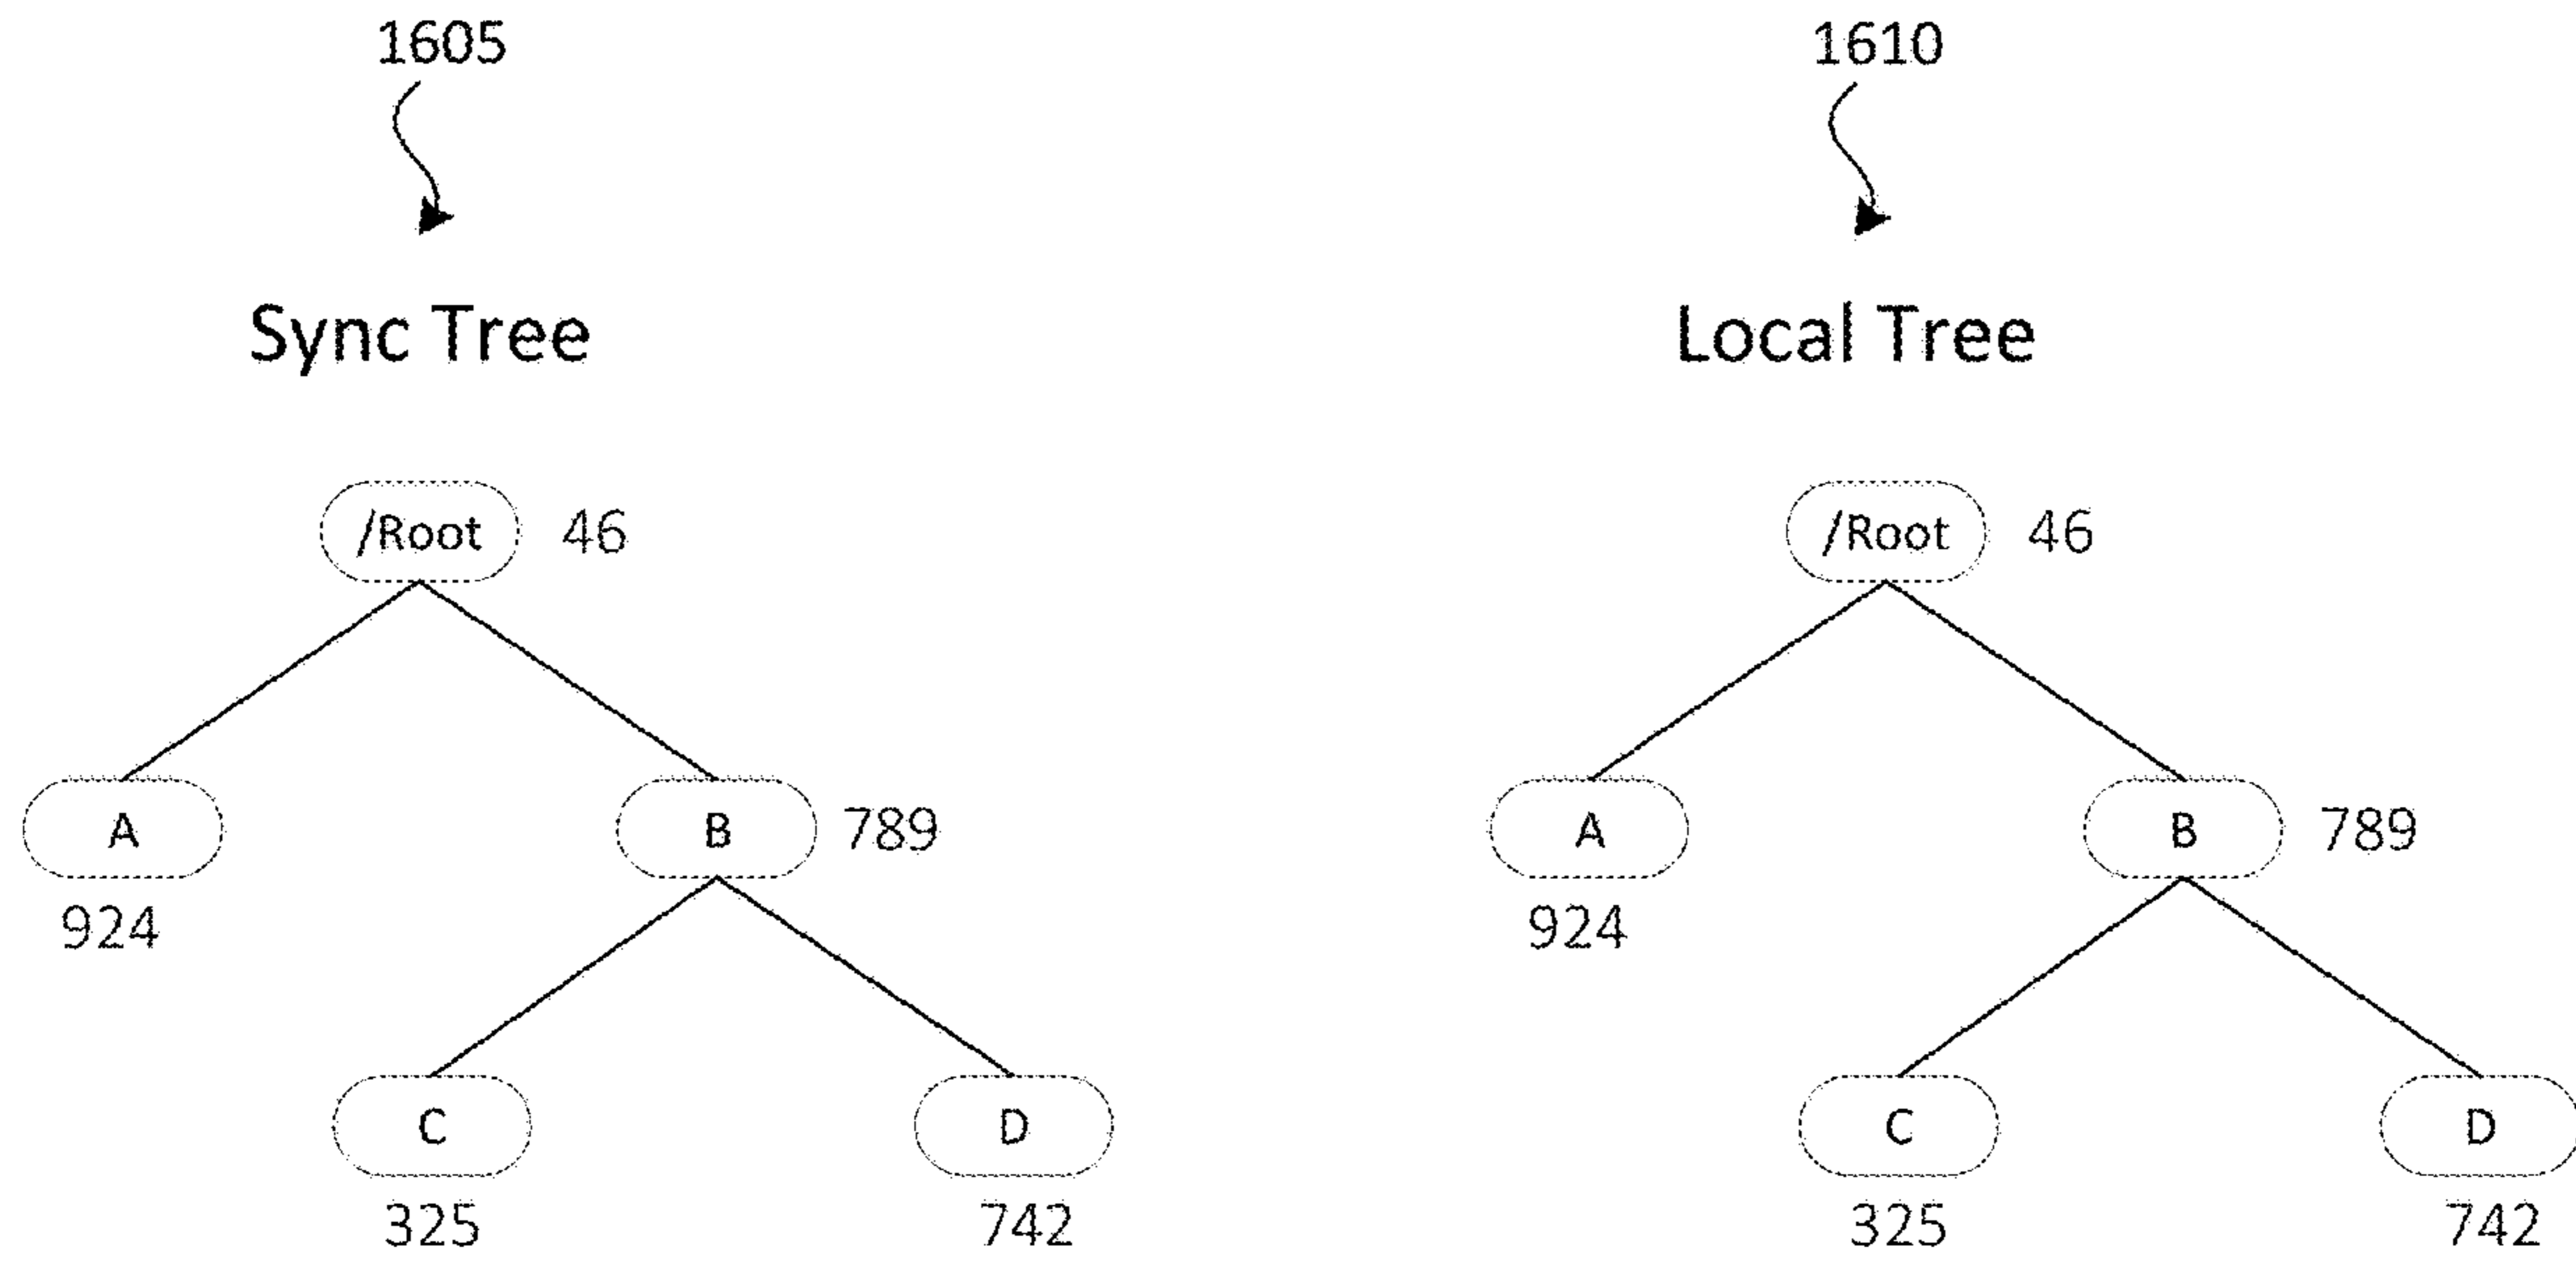 1605
1610
Sync Tree
Local Tree
/Root 46
/Root 46
A
B 789
A
B 789
924
924
C
D
C
D
325
742
325
742